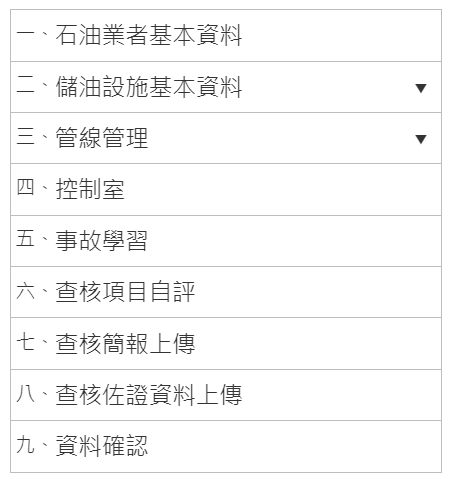 一、石油業者基本資料
二、儲油設施基本資料 ▼
三、管線管理 ▼
四、控制室
五、事故學習
六、查核項目自評
七、查核簡報上傳
八、查核佐證資料上傳
九、資料確認